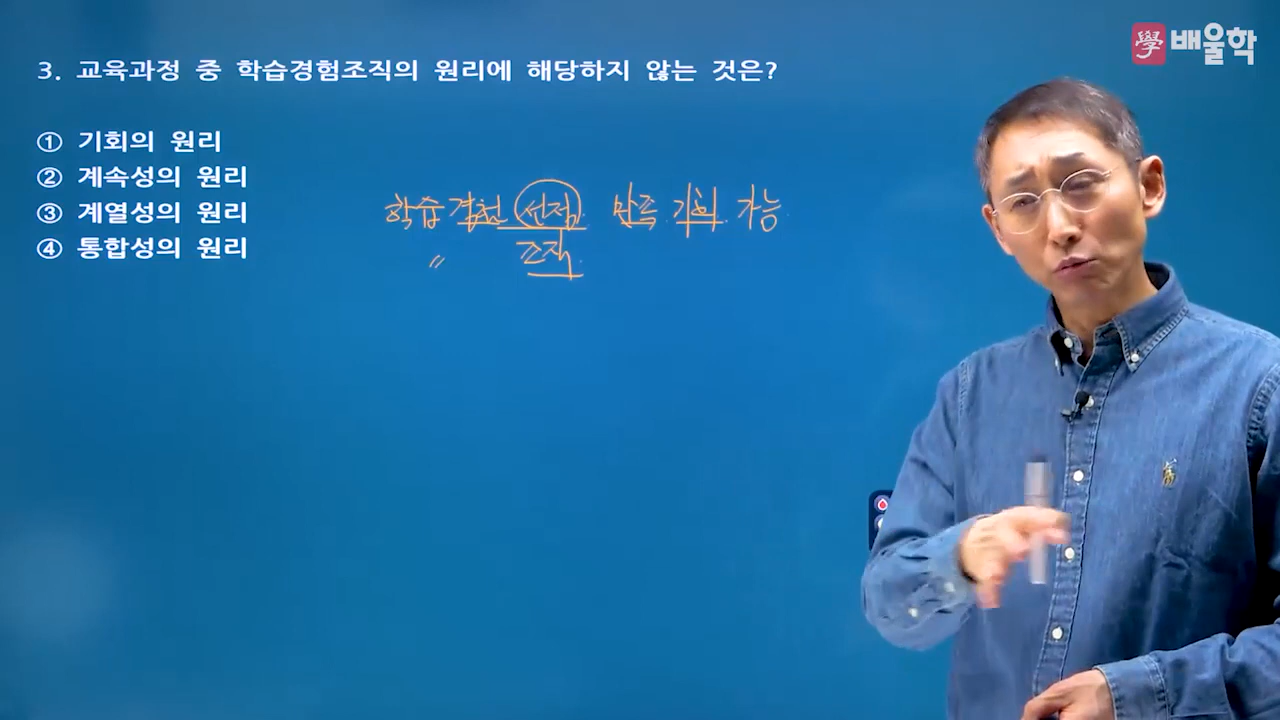 學 배울학
3. 교육과정 중 학습경험조직의 원리에 해당하지 않는 것은?
① 기회의 원리
② 계속성의 원리
③ 계열성의 원리
④ 통합성의 원리
학습 경험 선정 만족 기회 가능
〃 조직